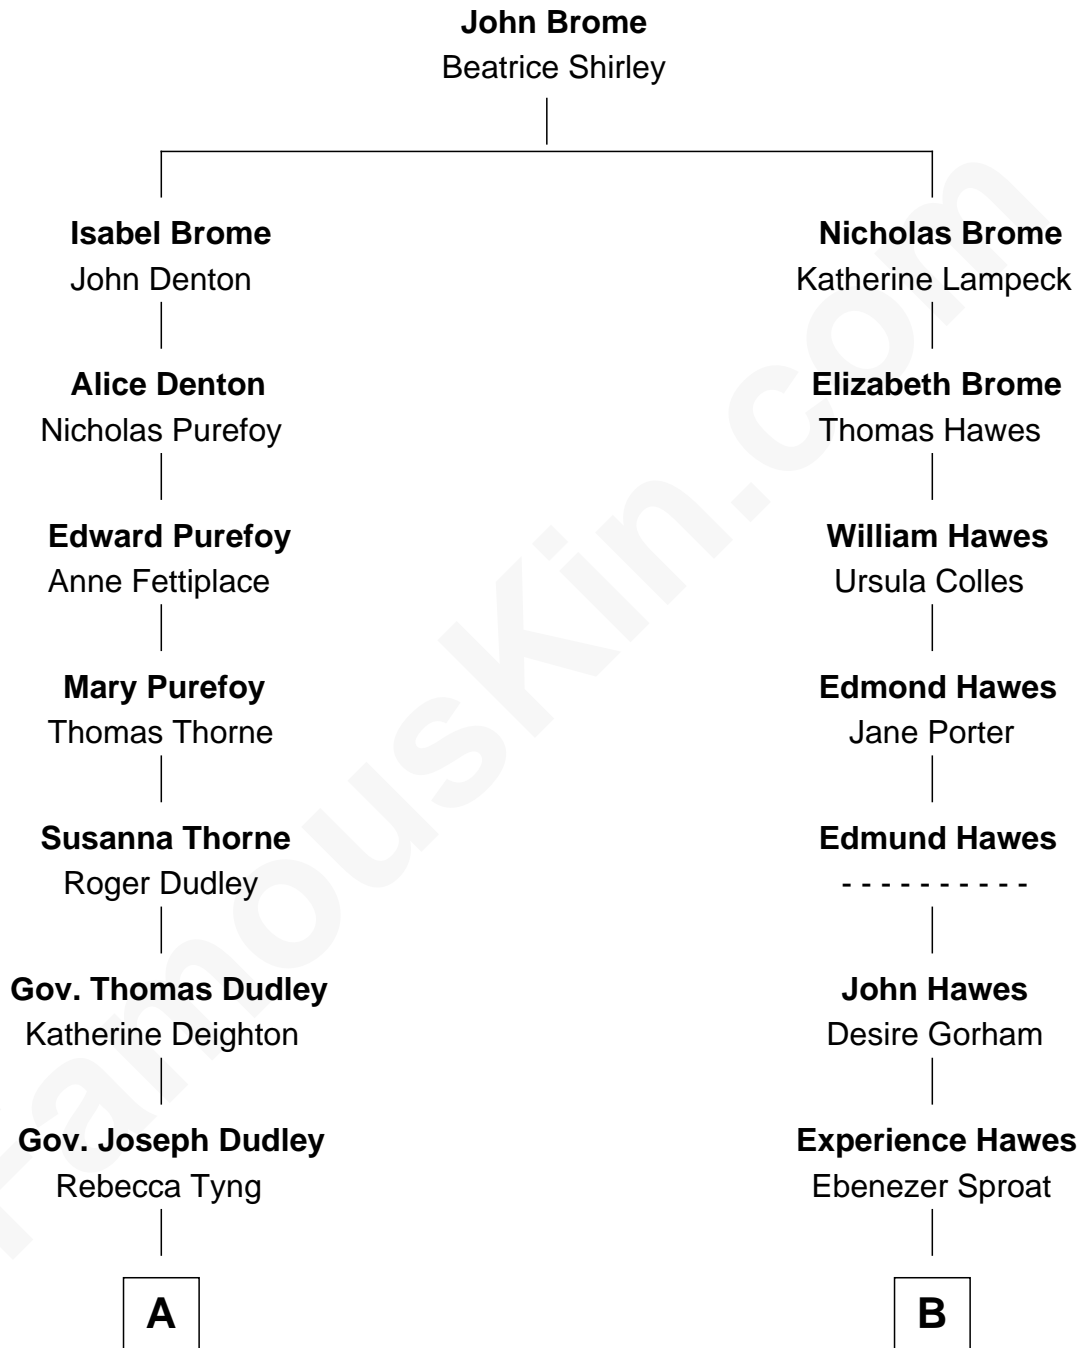 John Brome
Beatrice Shirley
Isabel Brome
John Denton
Nicholas Brome
Katherine Lampeck
Alice Denton
Nicholas Purefoy
Elizabeth Brome
Thomas Hawes
Edward Purefoy
Anne Fettiplace
William Hawes
Ursula Colles
Mary Purefoy
Thomas Thorne
Edmond Hawes
Jane Porter
Susanna Thorne
Roger Dudley
Edmund Hawes
- - - - - - - - - -
Gov. Thomas Dudley
Katherine Deighton
John Hawes
Desire Gorham
Gov. Joseph Dudley
Rebecca Tyng
Experience Hawes
Ebenezer Sproat
A
B
FamousKin.com